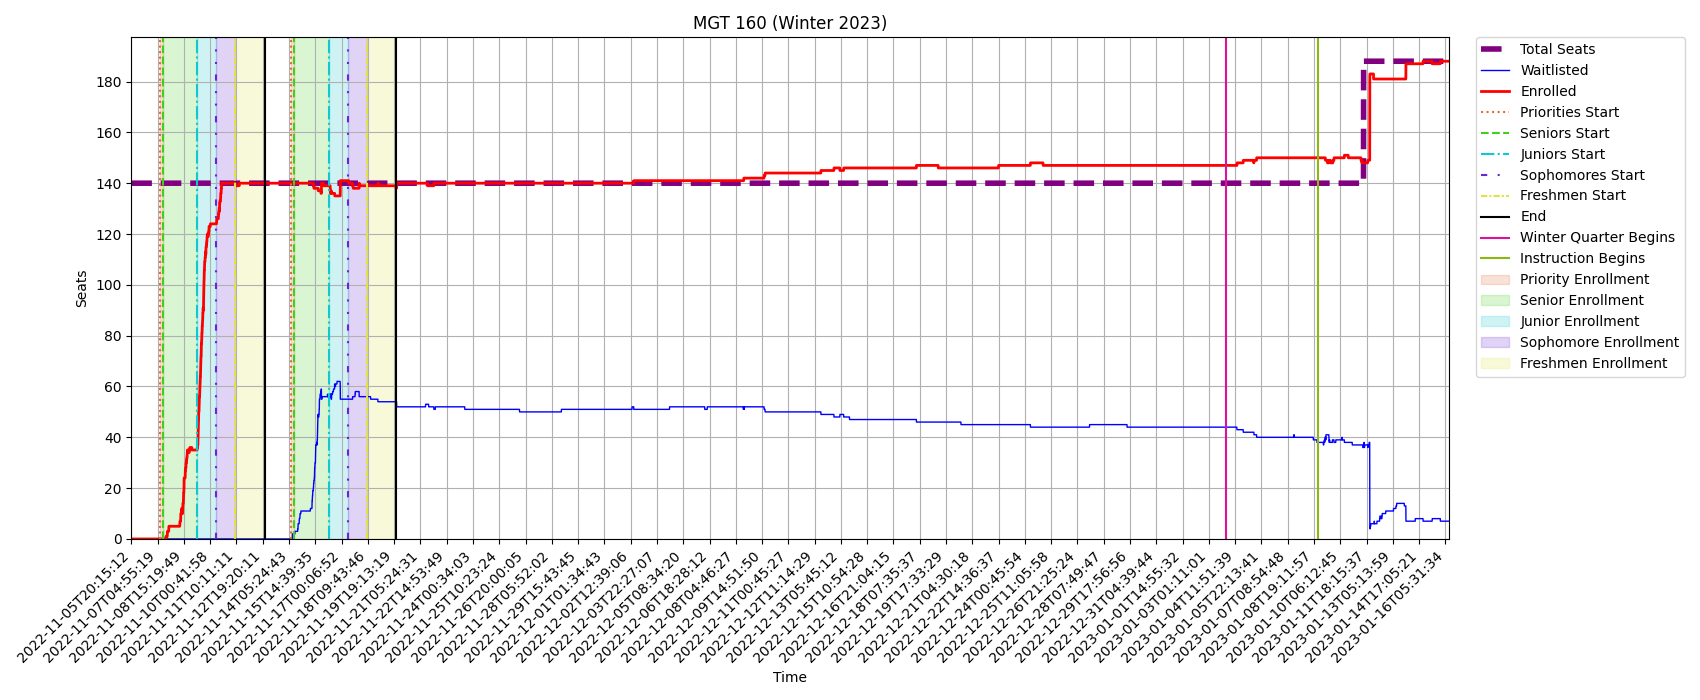 MGT 160 (Winter 2023)
Seats
180
160
140
120
100
80
60
40
20
0
2022-11-05T20:15:12
2022-11-07T04:55:19
2022-11-08T15:19:49
2022-11-10T00:41:58
2022-11-11T10:11:11
2022-11-12T19:20:11
2022-11-14T05:24:43
2022-11-15T14:39:35
2022-11-17T00:06:52
2022-11-18T09:43:46
2022-11-19T19:13:19
2022-11-21T05:24:31
2022-11-22T14:53:49
2022-11-24T00:34:03
2022-11-25T10:23:24
2022-11-26T20:00:05
2022-11-28T05:52:02
2022-11-29T15:43:45
2022-12-01T01:34:43
2022-12-02T12:39:06
2022-12-03T22:27:07
2022-12-05T08:34:20
2022-12-06T18:28:12
2022-12-08T04:46:27
2022-12-09T14:51:50
2022-12-11T00:45:27
2022-12-12T11:14:29
2022-12-13T05:45:12
2022-12-15T10:54:28
2022-12-16T21:04:15
2022-12-18T07:35:37
2022-12-19T17:33:29
2022-12-21T04:30:18
2022-12-22T14:36:37
2022-12-24T00:45:54
2022-12-25T11:05:58
2022-12-26T21:25:24
2022-12-28T07:49:47
2022-12-29T17:56:56
2022-12-31T04:39:44
2023-01-01T14:55:32
2023-01-03T01:11:01
2023-01-04T11:51:39
2023-01-05T22:13:41
2023-01-07T08:54:48
2023-01-08T19:11:57
2023-01-10T06:12:45
2023-01-11T18:15:37
2023-01-13T05:13:59
2023-01-14T17:05:21
2023-01-16T05:31:34
Time
Total Seats
Waitlisted
Enrolled
Priorities Start
Seniors Start
Juniors Start
Sophomores Start
Freshmen Start
End
Winter Quarter Begins
Instruction Begins
Priority Enrollment
Senior Enrollment
Junior Enrollment
Sophomore Enrollment
Freshmen Enrollment